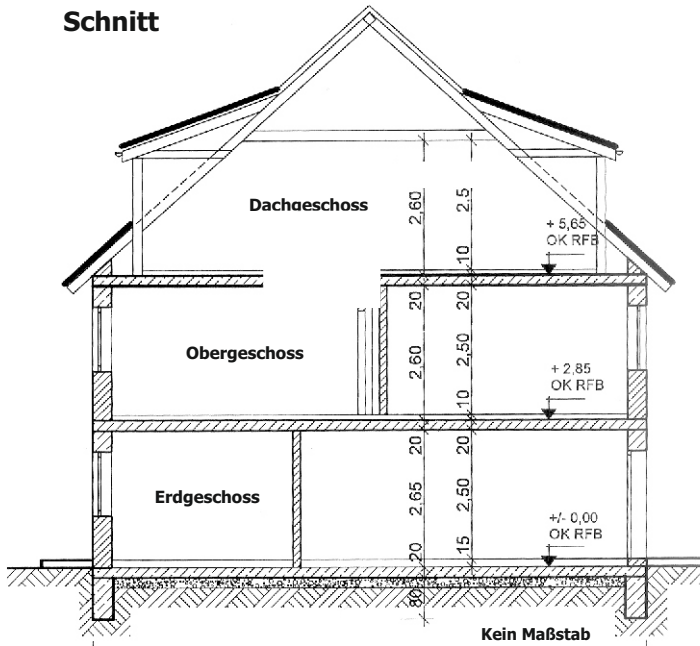 Schnitt
Dachgeschoss
2,60
2,5
10
+ 5,65
OK RFB
20
20
Obergeschoss
2,60
2,50
10
+ 2,85
OK RFB
20
20
Erdgeschoss
2,65
2,50
+/- 0,00
OK RFB
20
15
80
Kein Maßstab